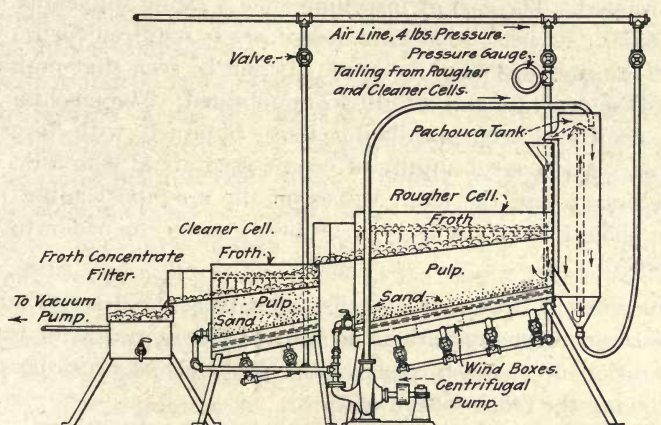 Air Line, 4 lbs. Pressure.
Valve.
Pressure Gauge
Tailing from Rougher
and Cleaner Cells.
Pachouca Tank
Rougher Cell.
Froth
Cleaner Cell.
Froth.
Froth Concentrate
Filter.
Pulp.
To Vacuum
Pump.
Pulp
Sand
Sand
Wind Boxes.
Centrifugal
Pump.